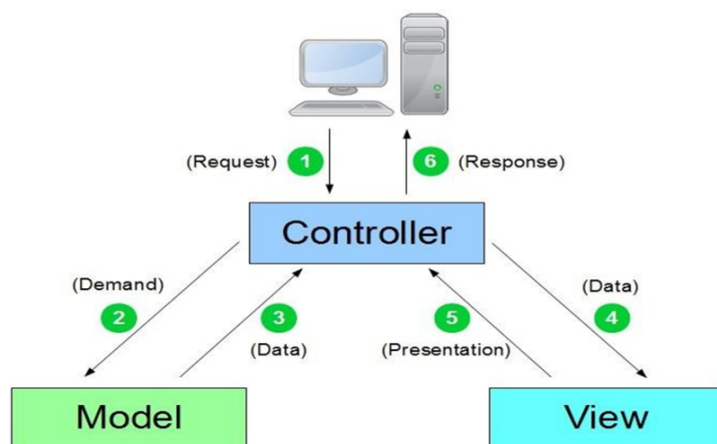 (Request) 1 6 (Response)
Controller
(Demand) (Data)
2 3 5 4
(Data) (Presentation)
Model View